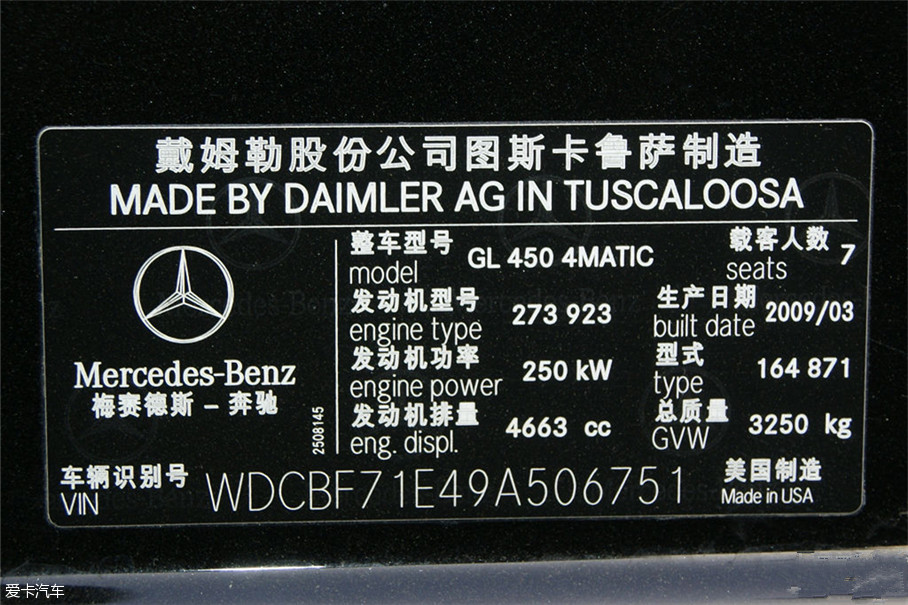 戴姆勒股份公司图斯卡鲁萨制造
MADE BY DAIMLER AG IN TUSCALOOSA
整车型号
model
GL 450 4MATIC
载客人数
seats
7
发动机型号
engine type
273 923
生产日期
built date
2009/03
发动机功率
engine power
250 kW
型式
type
164 871
发动机排量
eng. displ.
4663 cc
总质量
GVW
3250 kg
Mercedes-Benz
梅赛德斯 - 奔驰
2508145
车辆识别号
VIN
WDCBF71E49A506751
美国制造
Made in USA
爱卡汽车